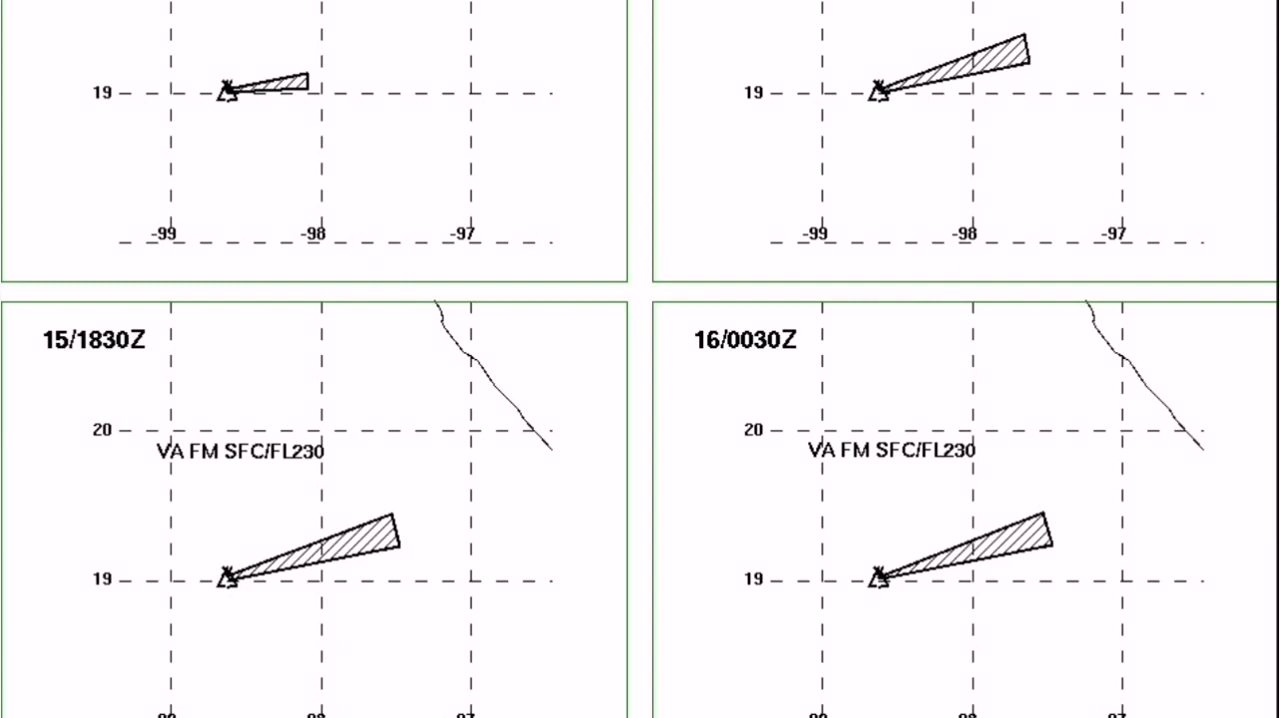 19
19
-99 -98 -97
-99 -98 -97
15/1830Z
16/0030Z
20
20
VA FM SFC/FL230
VA FM SFC/FL230
19
19